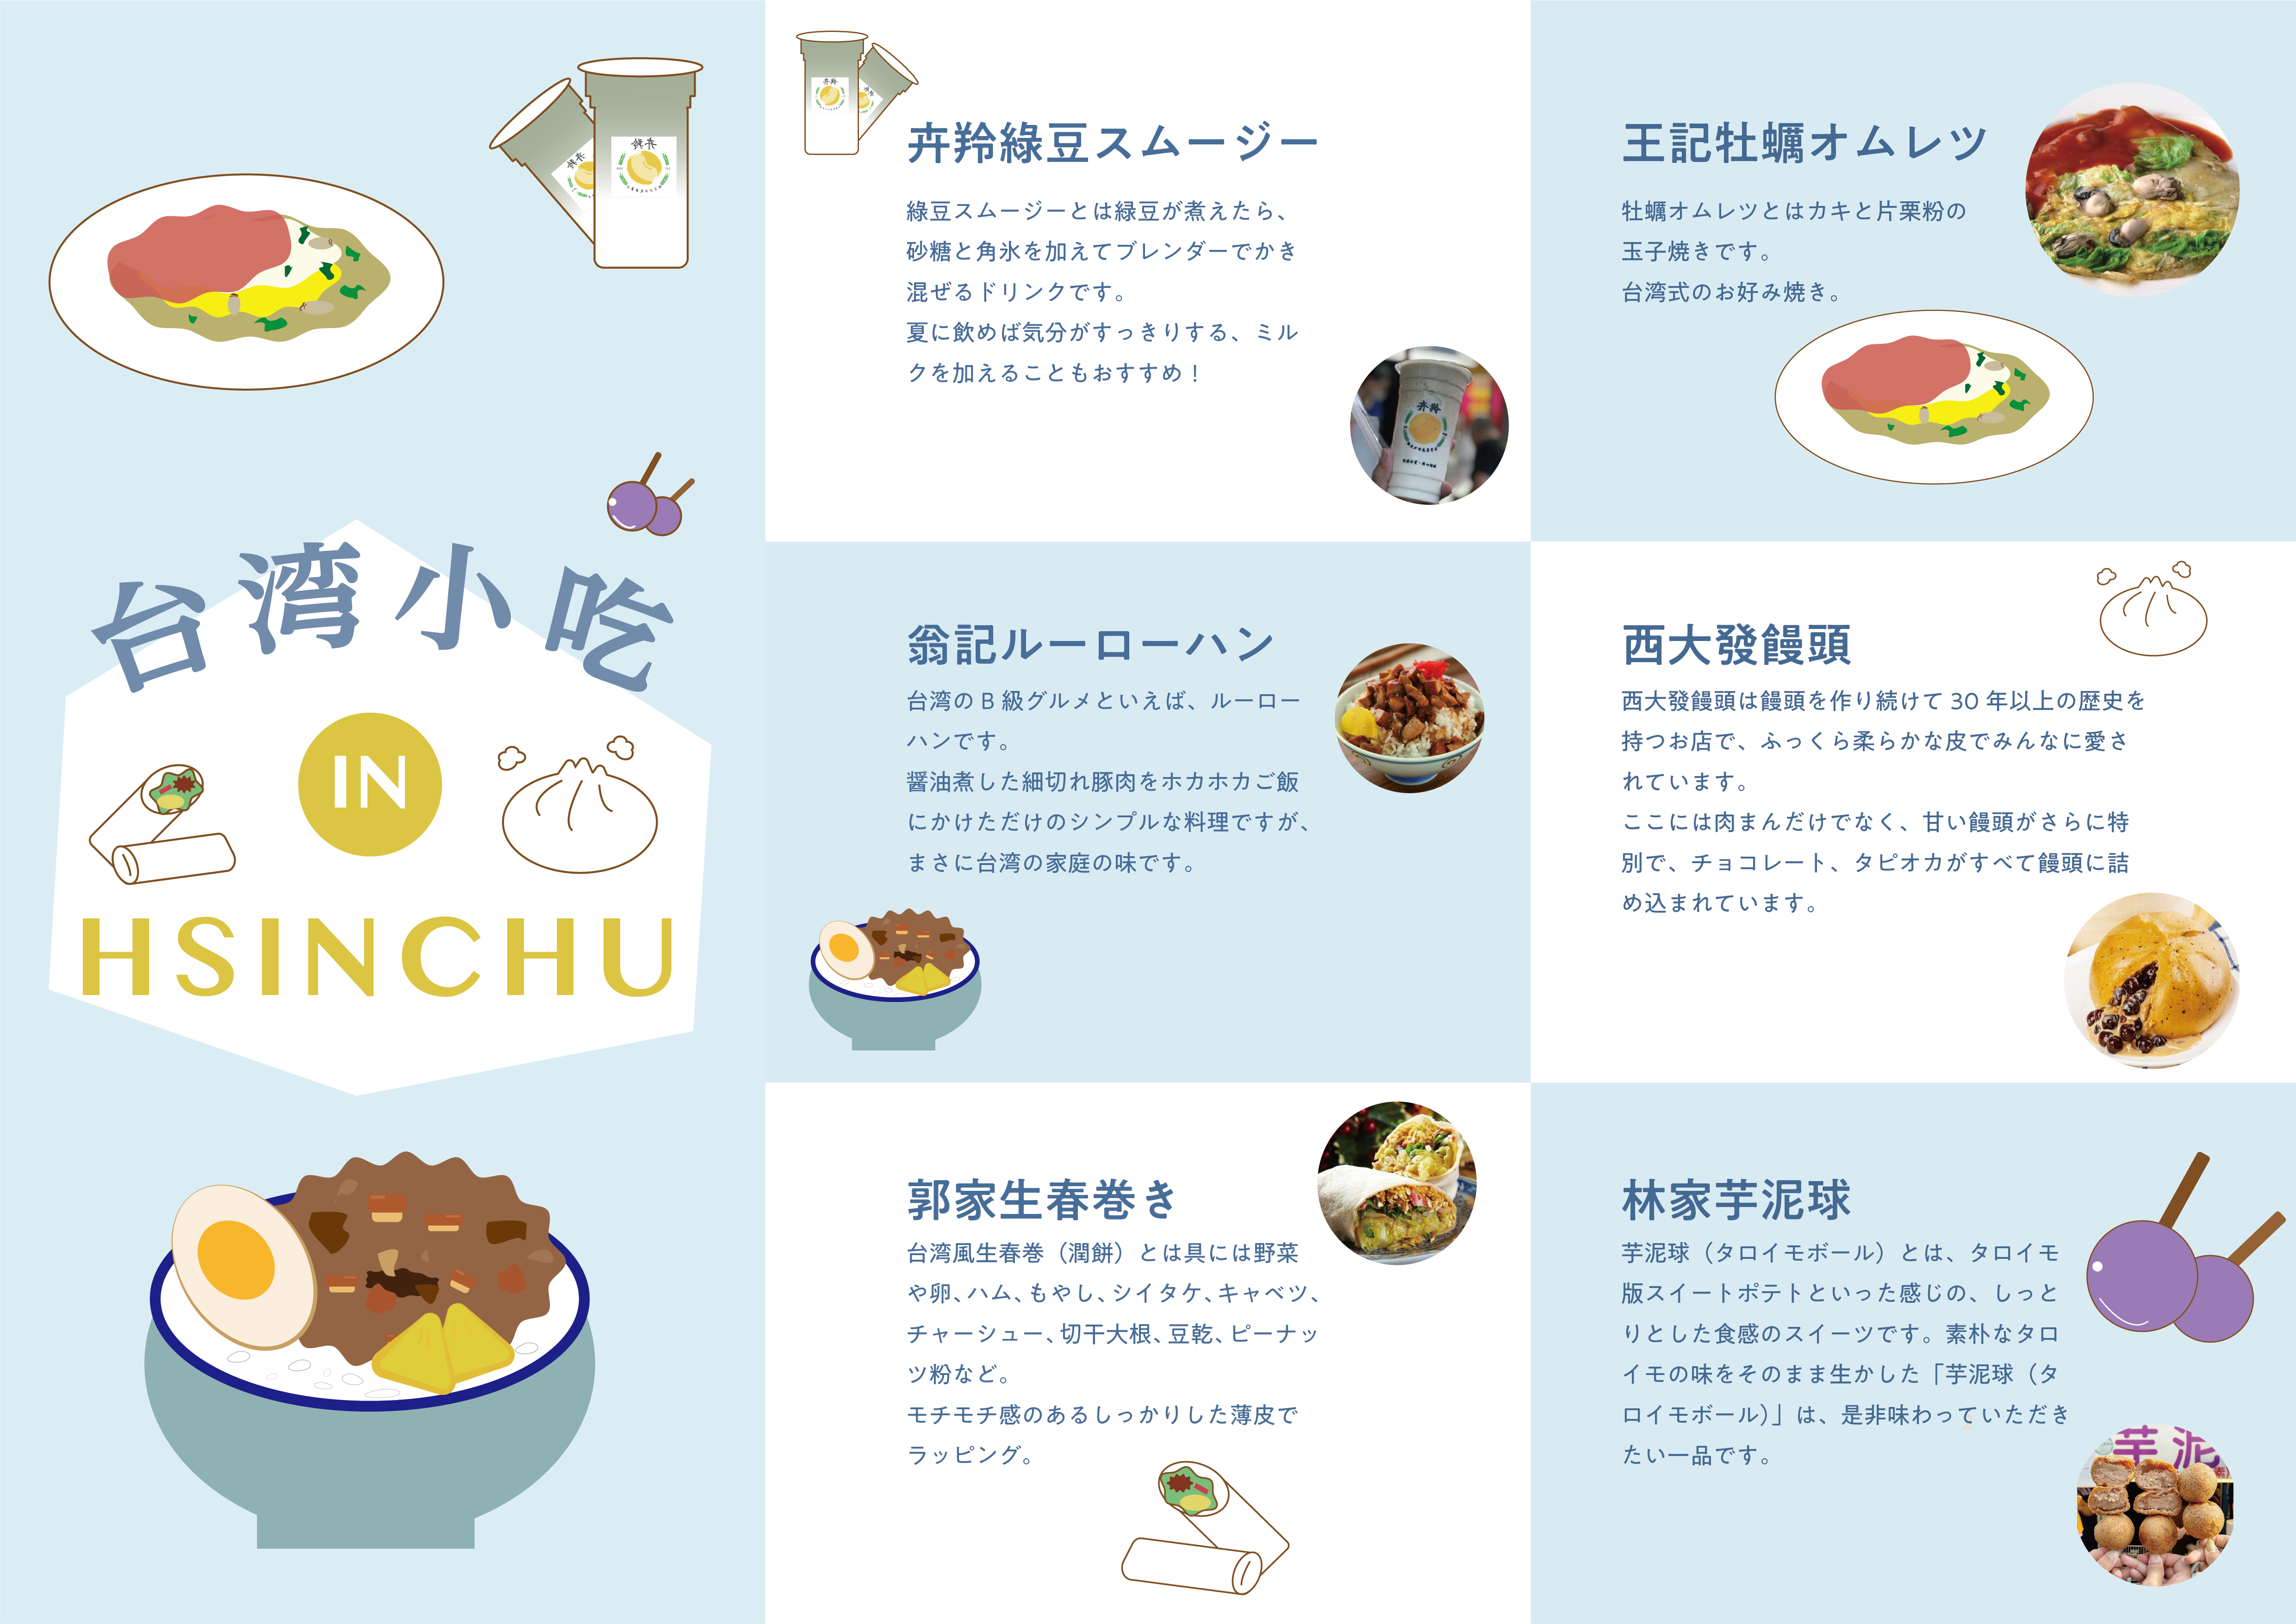 台湾小吃
IN
HSINCHU
卉羚綠豆スムージー
綠豆スムージーとは緑豆が煮えたら、
砂糖と角氷を加えてブレンダーでかき
混ぜるドリンクです。
夏に飲めば気分がすっきりする、ミル
クを加えることもおすすめ！
卉羚
王記牡蠣オムレツ
牡蠣オムレツとはカキと片栗粉の
玉子焼きです。
台湾式のお好み焼き。
翁記ルーローハン
台湾の B 級グルメといえば、ルーロー
ハンです。
醤油煮した細切れ豚肉をホカホカご飯
にかけただけのシンプルな料理ですが、
まさに台湾の家庭の味です。
西大發饅頭
西大發饅頭は饅頭を作り続けて 30 年以上の歴史を
持つお店で、ふっくら柔らかな皮でみんなに愛さ
れています。
ここには肉まんだけでなく、甘い饅頭がさらに特
別で、チョコレート、タピオカがすべて饅頭に詰
め込まれています。
郭家生春巻き
台湾風生春巻（潤餅）とは具には野菜
や卵、ハム、もやし、シイタケ、キャベツ、
チャーシュー、切干大根、豆乾、ピーナッ
ツ粉など。
モチモチ感のあるしっかりした薄皮で
ラッピング。
林家芋泥球
芋泥球（タロイモボール）とは、タロイモ
版スイートポテトといった感じの、しっと
りとした食感のスイーツです。素朴なタロ
イモの味をそのまま生かした「芋泥球（タ
ロイモボール）」は、是非味わっていただき
たい一品です。
芋泥